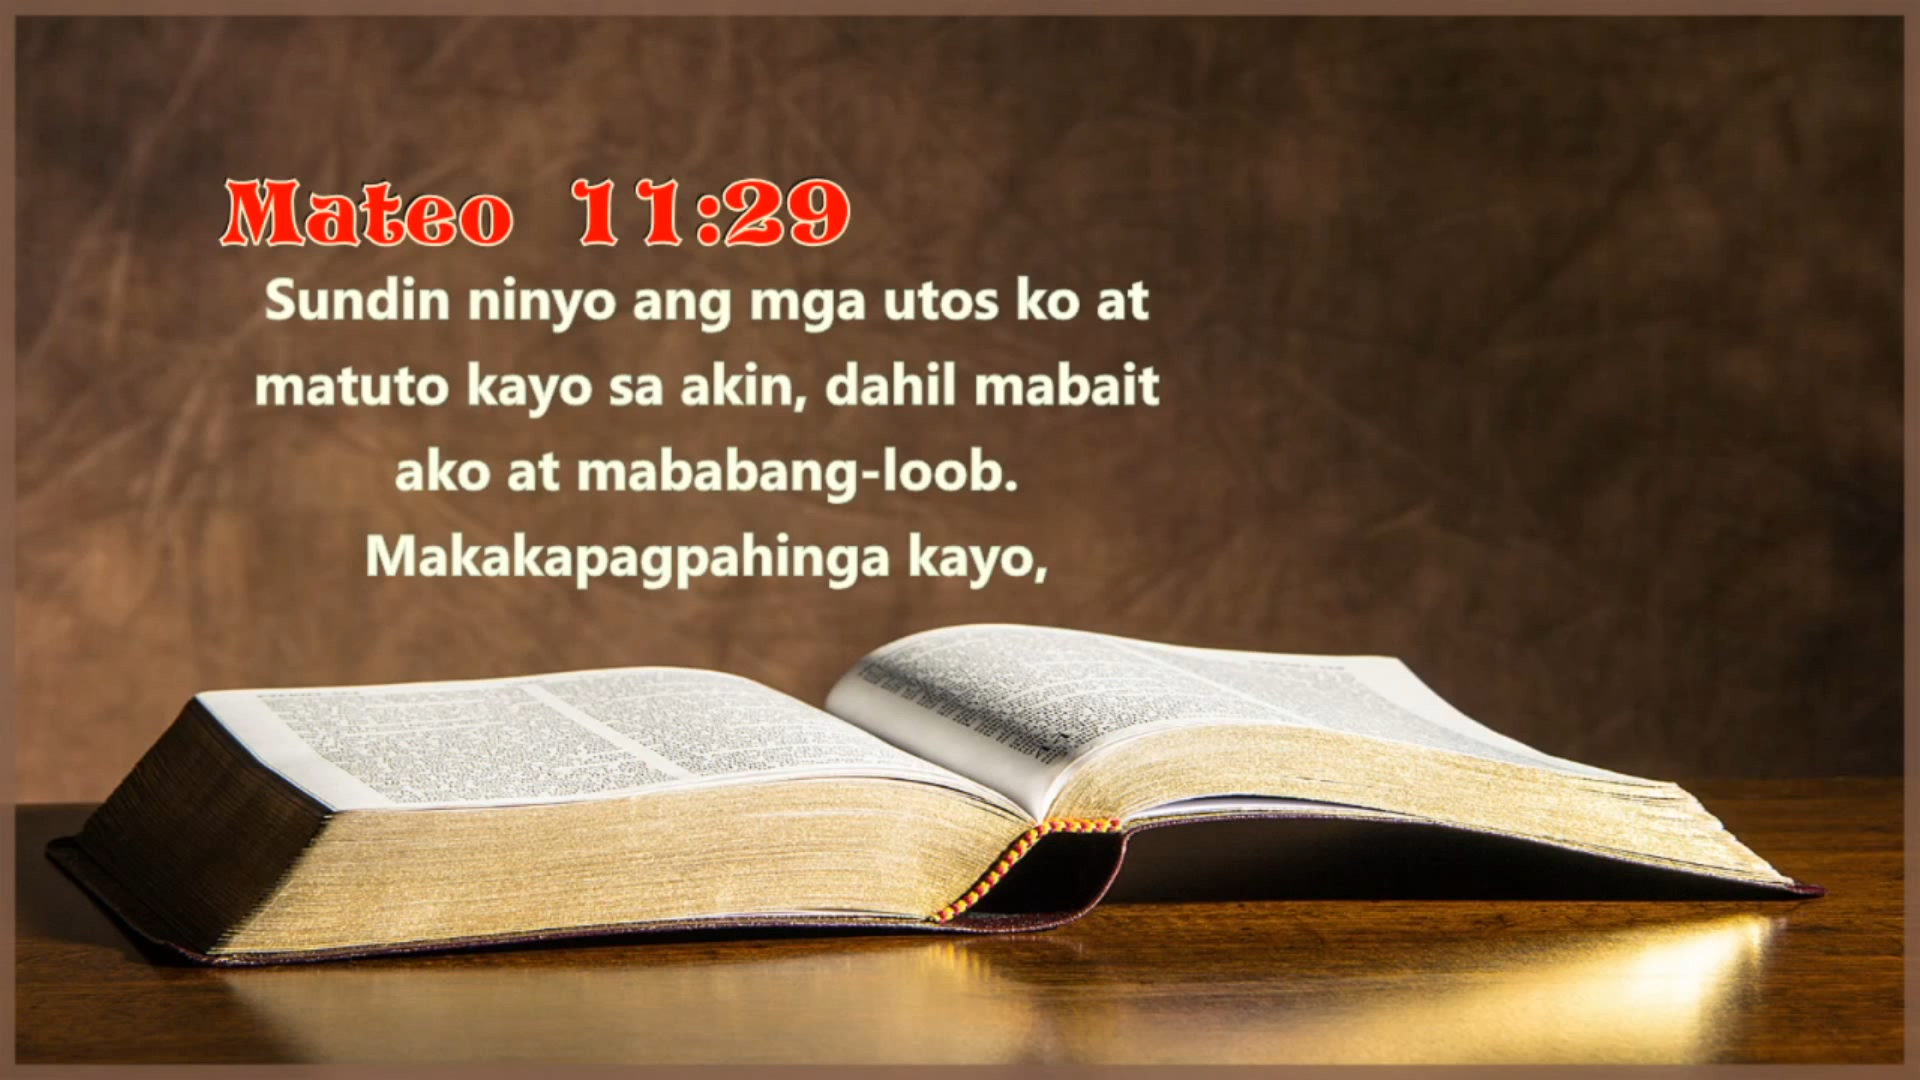 Mateo 11:29
Sundin ninyo ang mga utos ko at
matuto kayo sa akin, dahil mabait
ako at mababang-loob.
Makakapagpahinga kayo,